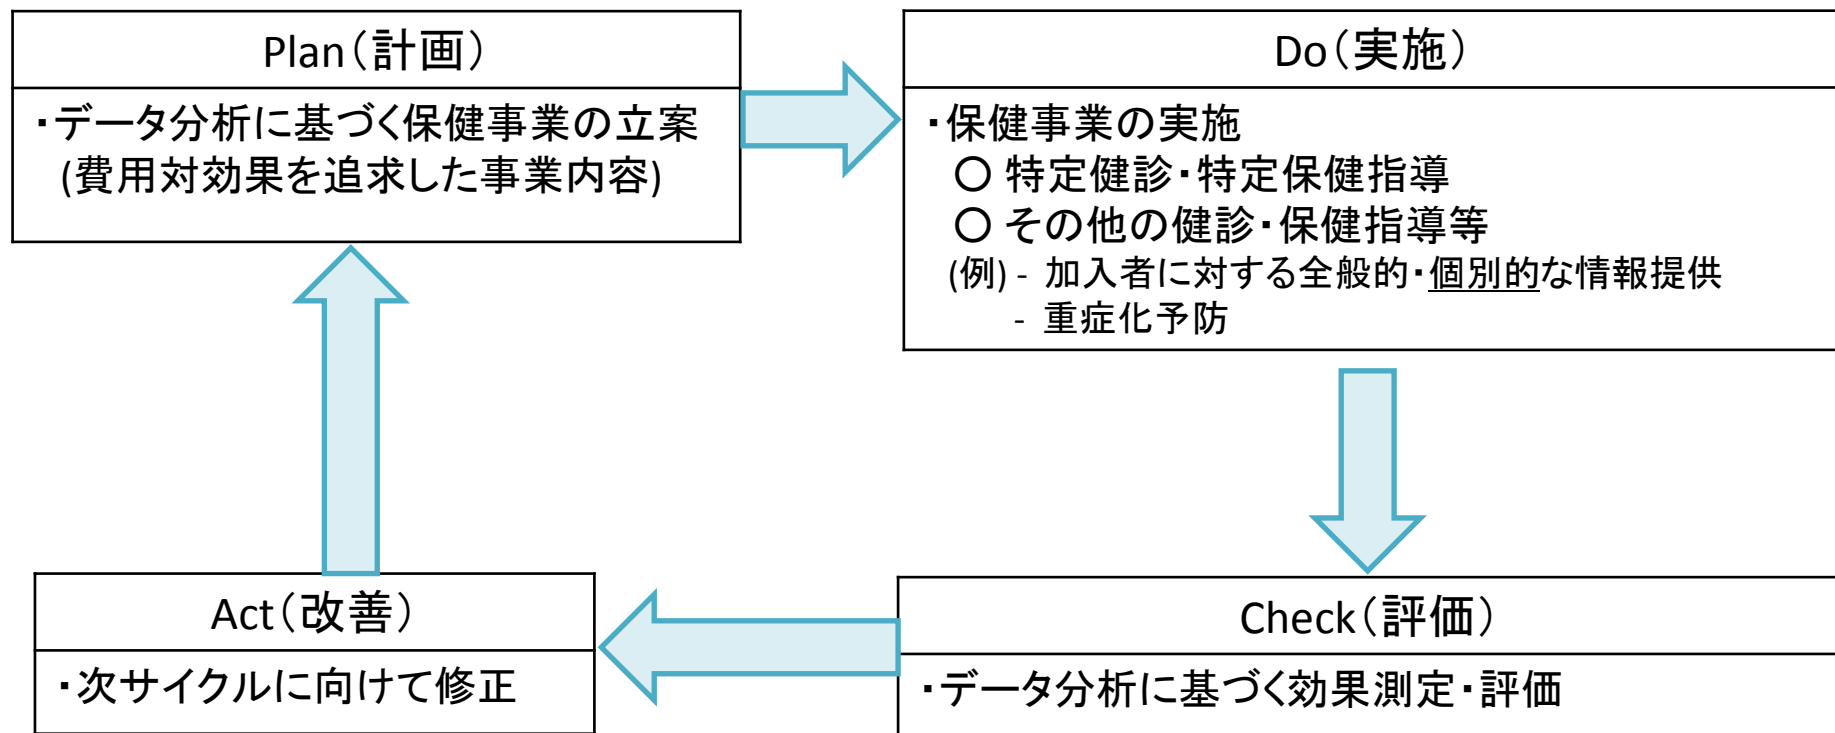 Plan(計画)
・データ分析に基づく保健事業の立案
(費用対効果を追求した事業内容)
Do(実施)
・保健事業の実施
○ 特定健診・特定保健指導
○ その他の健診・保健指導等
(例) - 加入者に対する全般的・個別的な情報提供
- 重症化予防
Check(評価)
・データ分析に基づく効果測定・評価
Act(改善)
・次サイクルに向けて修正